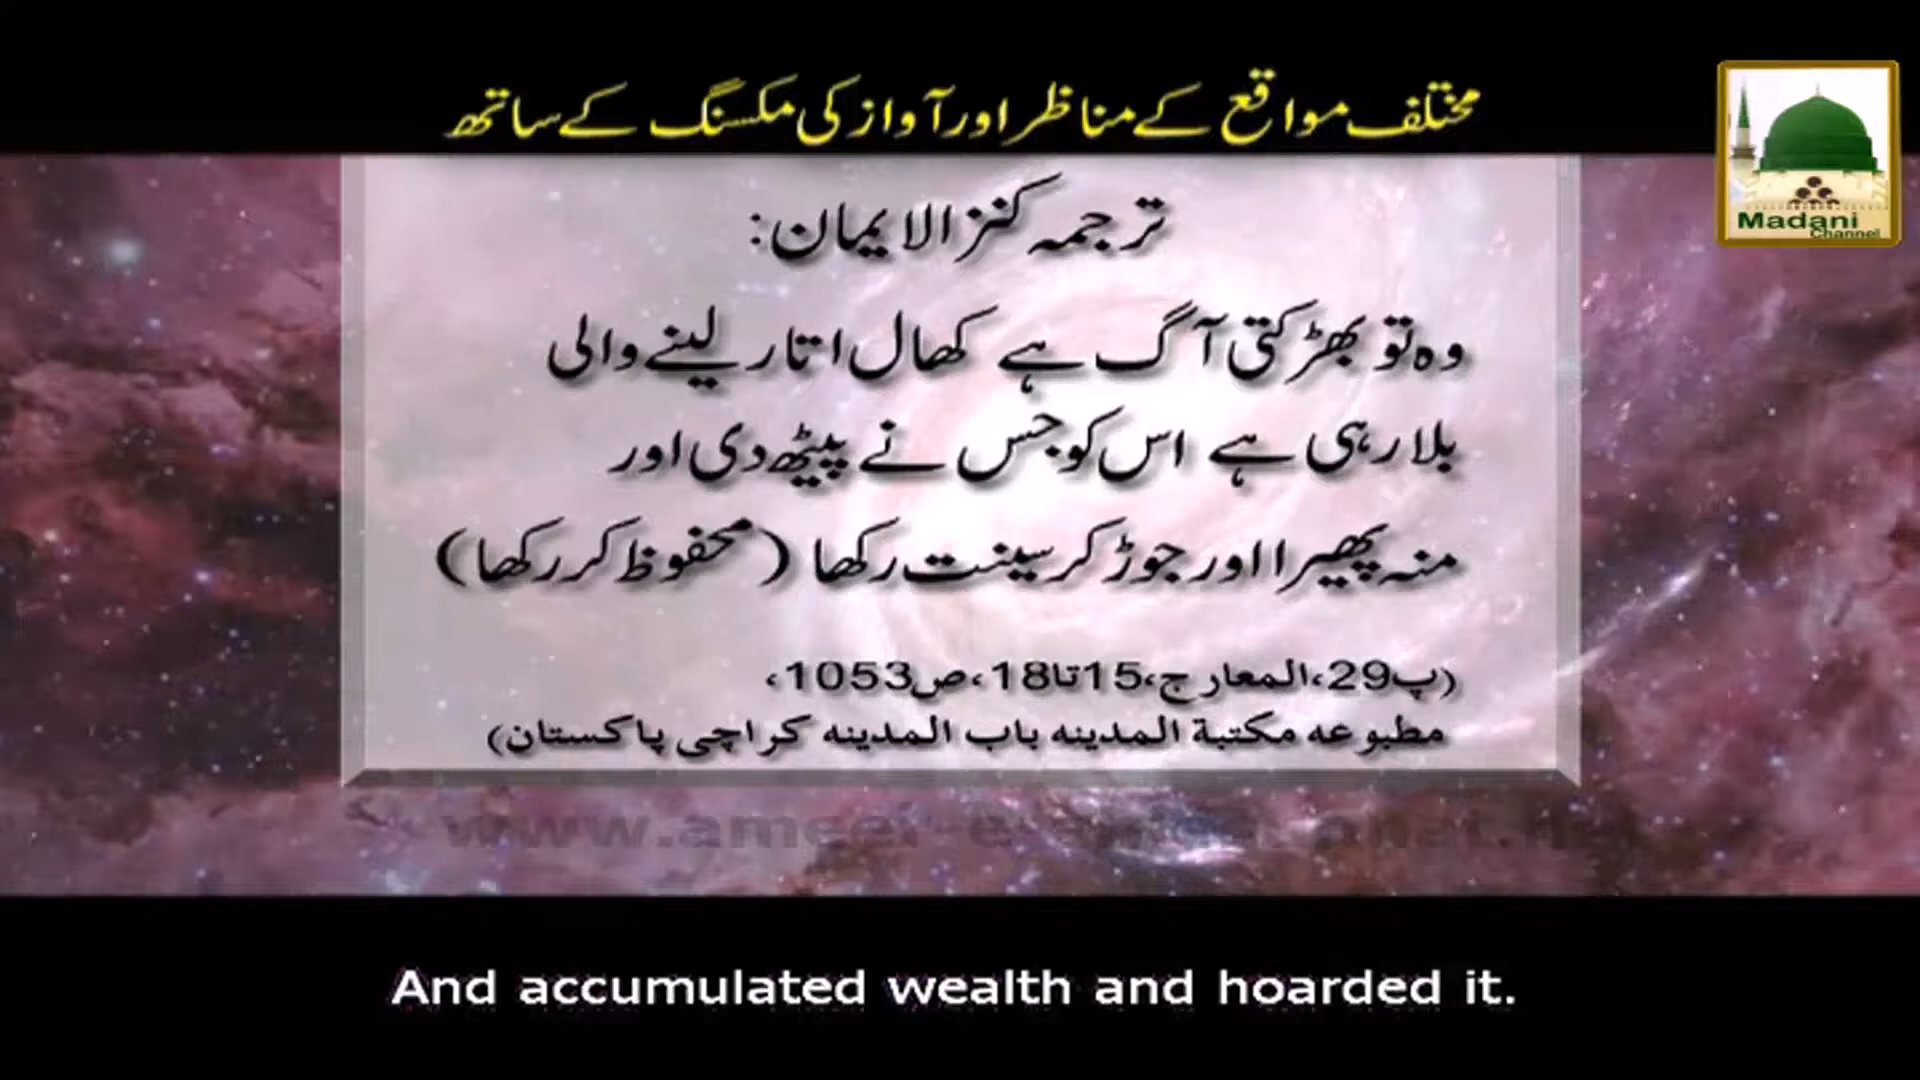 مختلف مواقع کے مناظر اور آواز کی مکسنگ کے ساتھ
Madani
Channel
ترجمہ کنز الایمان:
وہ تو بھڑکتی آگ ہے کھال اتار لینے والی
بلا رہی ہے اس کو جس نے پیٹھ دی اور
منہ پھیرا اور جوڑ کر سینت رکھا (محفوظ کر رکھا)
(پ29،المعارج،15تا18،ص1053،
مطبوعہ مکتبة المدینہ باب المدینہ کراچی پاکستان)
And accumulated wealth and hoarded it.